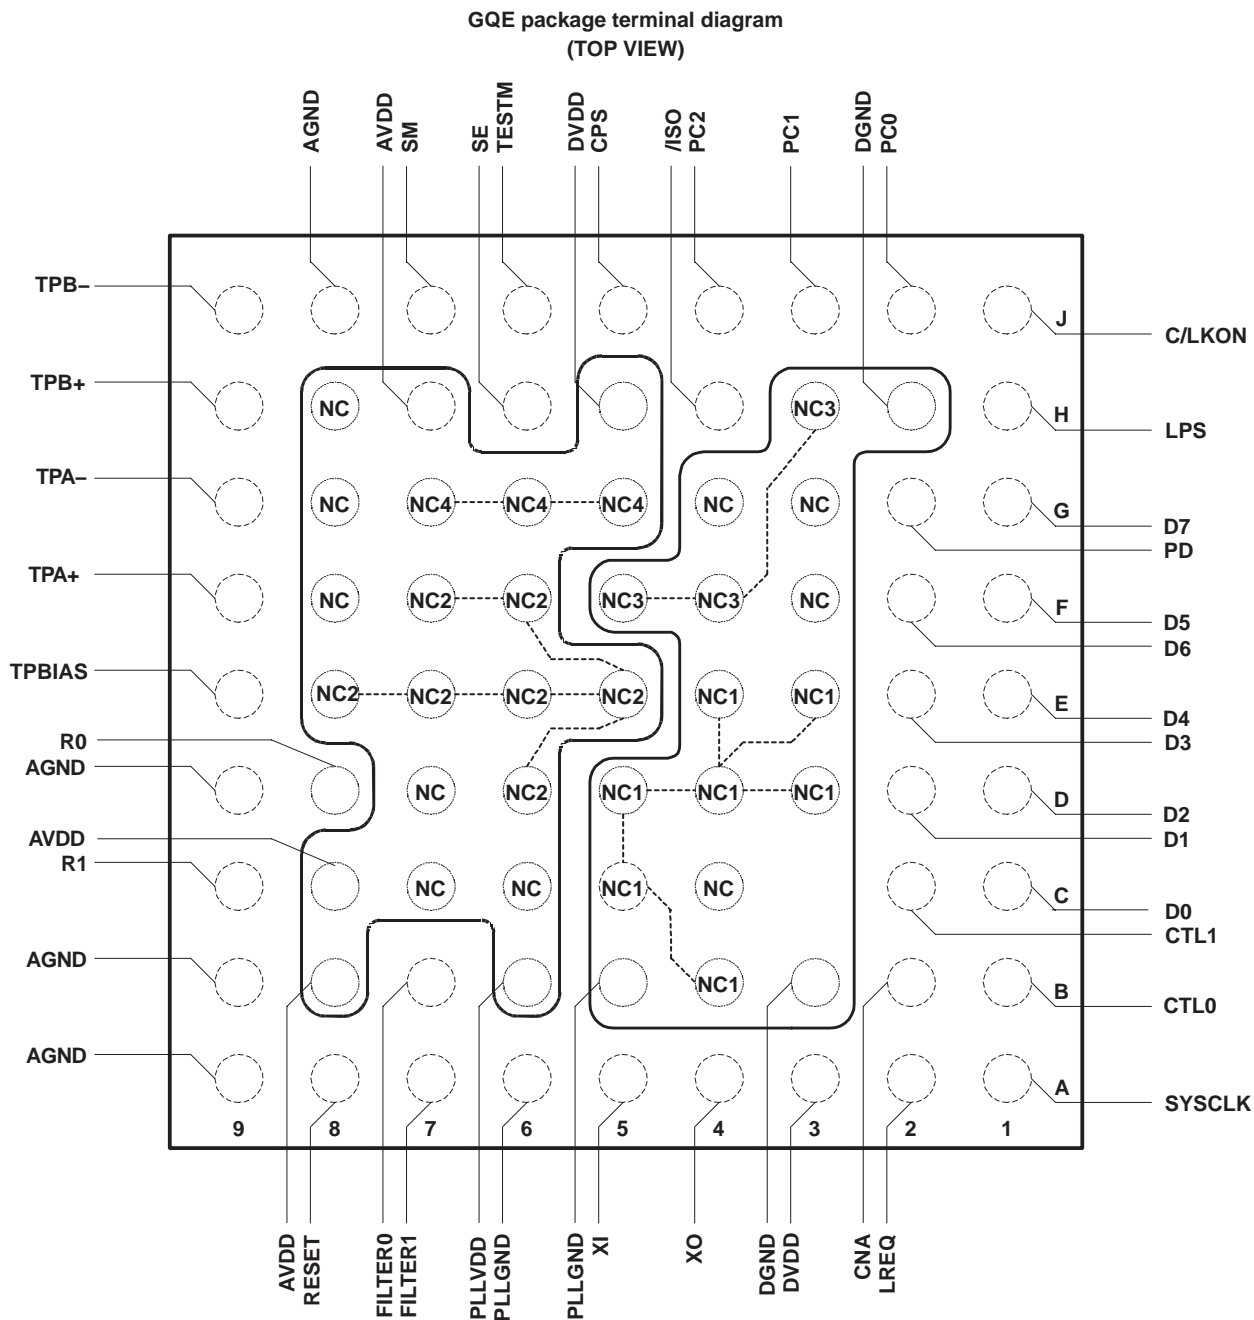 GQE package terminal diagram
(TOP VIEW)
AGND
AVDD
SM
SE
TESTM
DVDD
CPS
/ISO
PC2
PC1
DGND
PC0
TPB–
J
C/LKON
TPB+
NC
NC3
H
LPS
TPA–
NC
NC4
NC4
NC4
NC
NC
G
D7
PD
TPA+
NC
NC2
NC2
NC3
NC3
NC
F
D5
D6
TPBIAS
NC2
NC2
NC2
NC2
NC1
NC1
E
D4
D3
R0
AGND
NC
NC2
NC1
NC1
NC1
D
D2
D1
AVDD
R1
NC
NC
NC1
NC
C
D0
CTL1
AGND
NC1
B
CTL0
AGND
A
SYSCLK
9
8
7
6
5
4
3
2
1
AVDD
RESET
FILTER0
FILTER1
PLLVDD
PLLGND
PLLGND
XI
XO
DGND
DVDD
CNA
LREQ